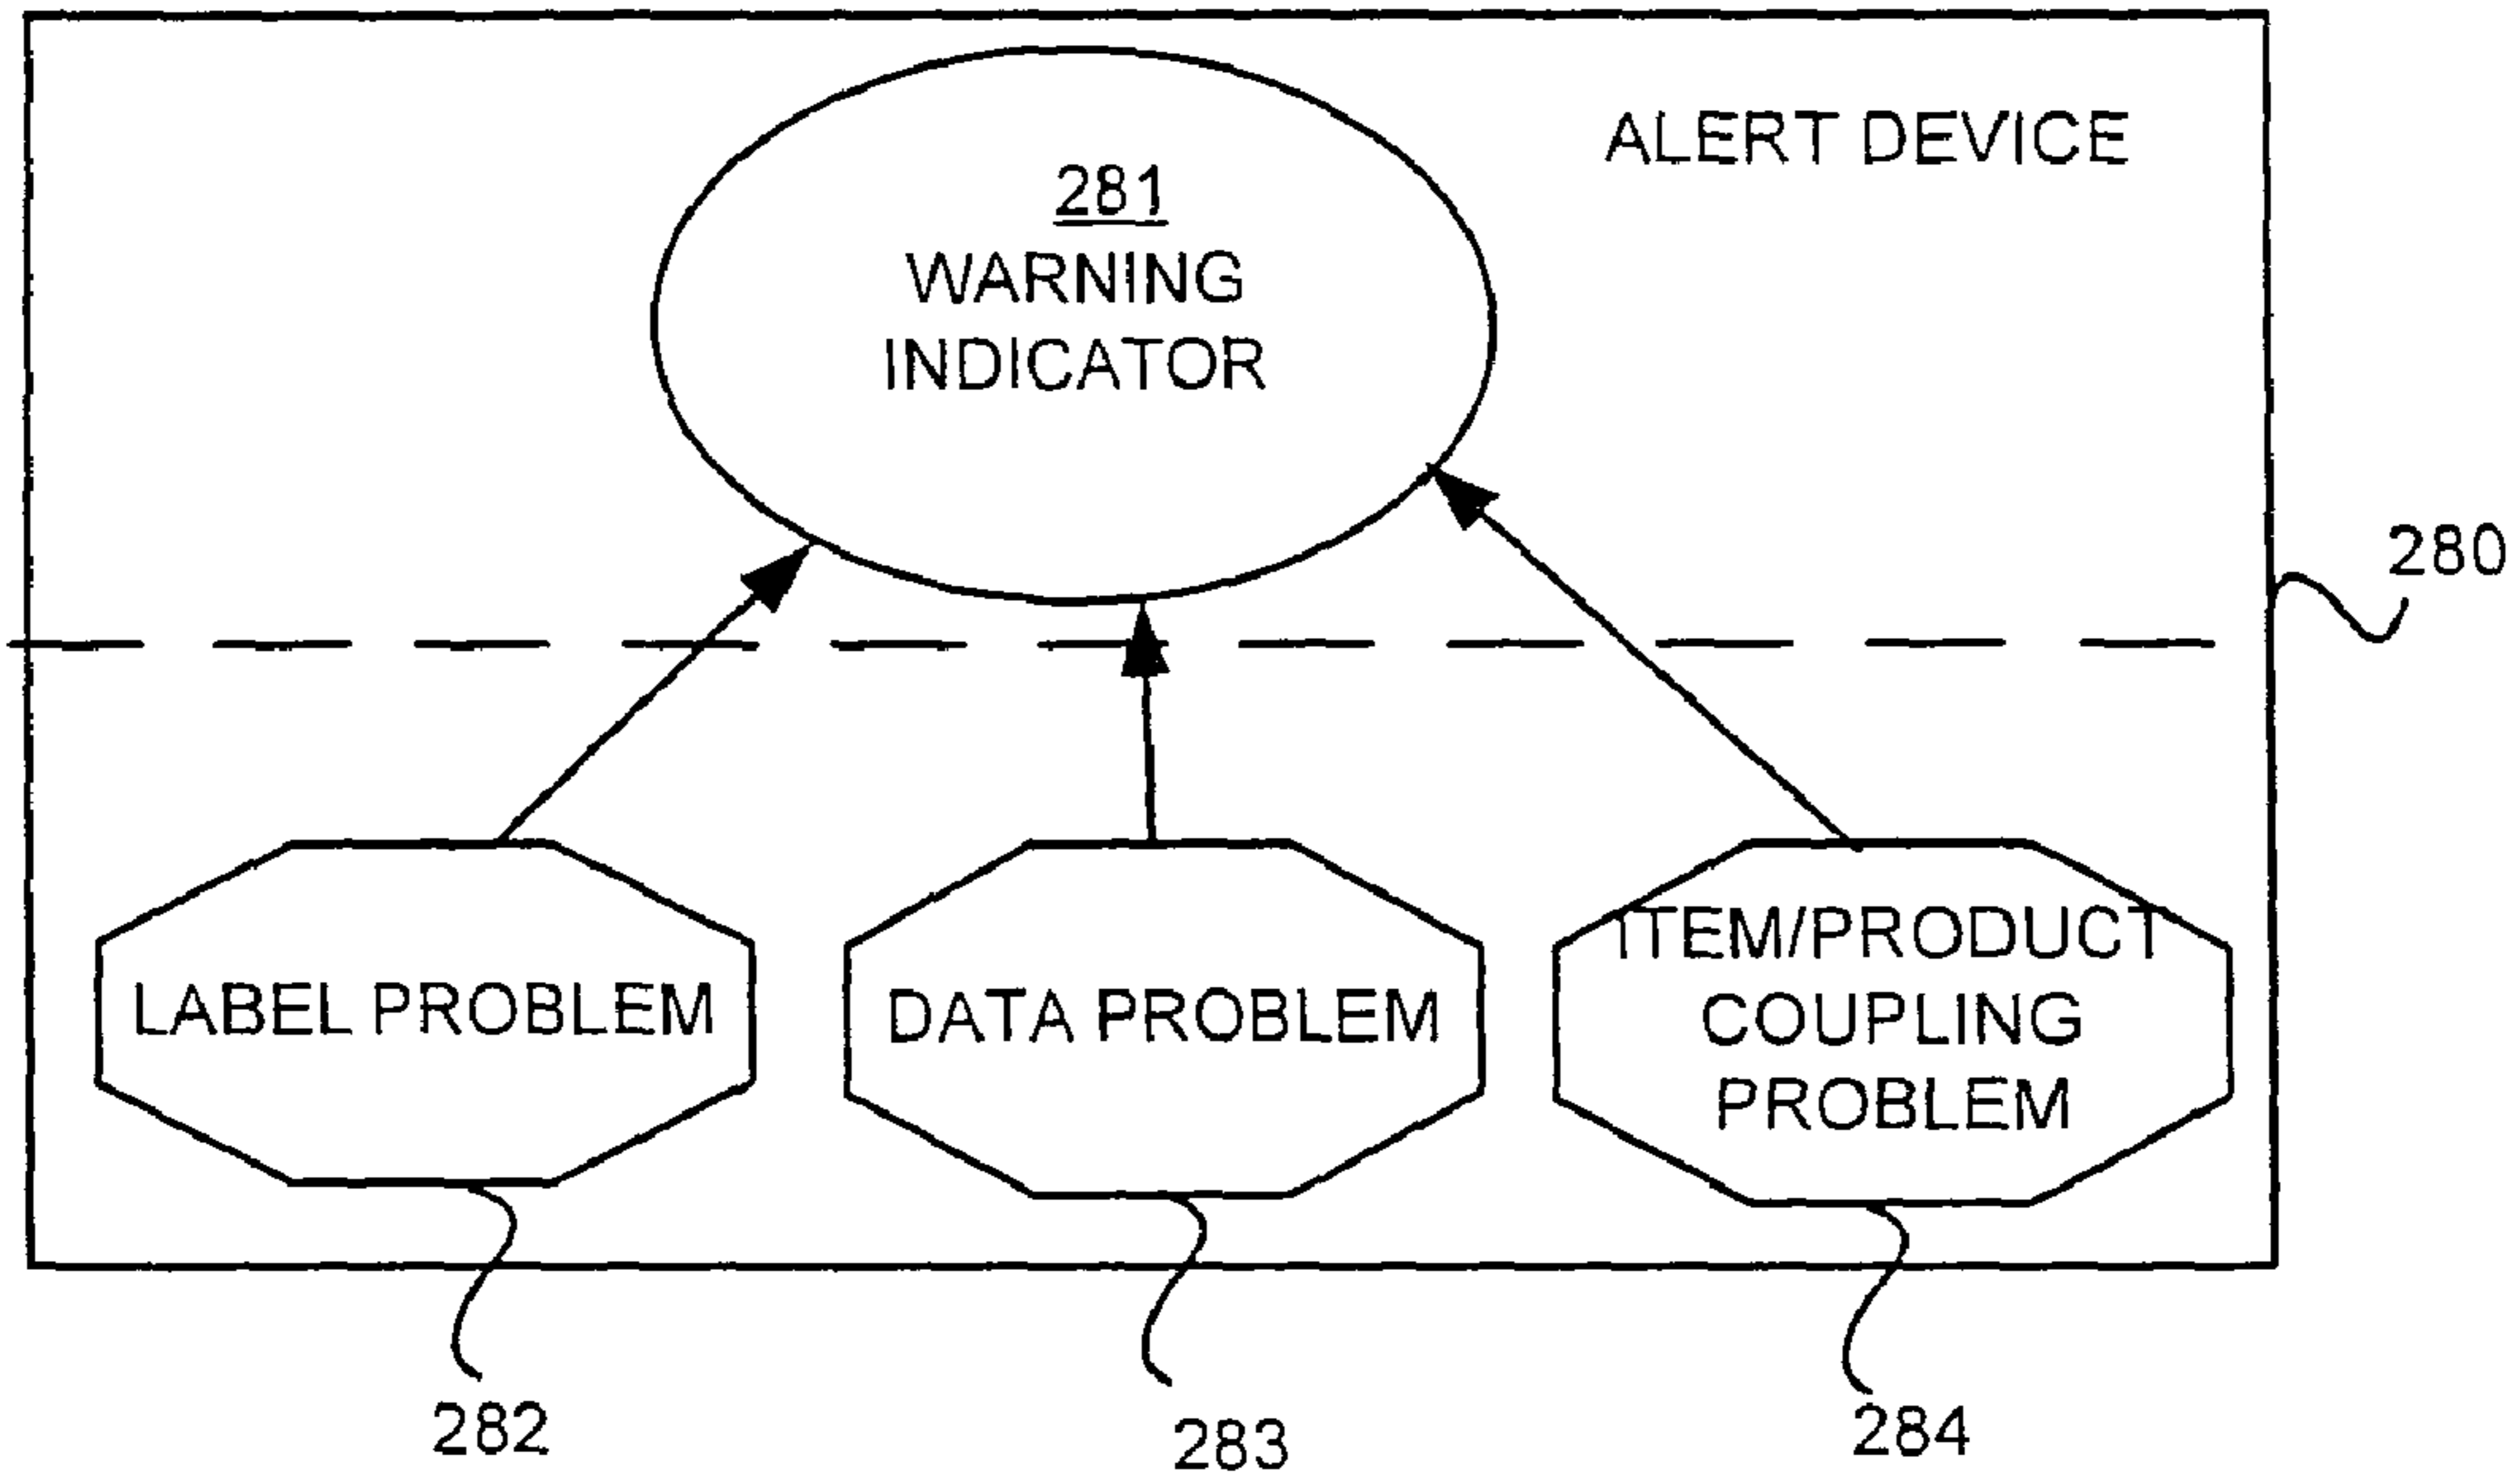 ALERT DEVICE
281
WARNING
INDICATOR
280
LABEL PROBLEM
DATA PROBLEM
ITEM/PRODUCT
COUPLING
PROBLEM
282
283
284